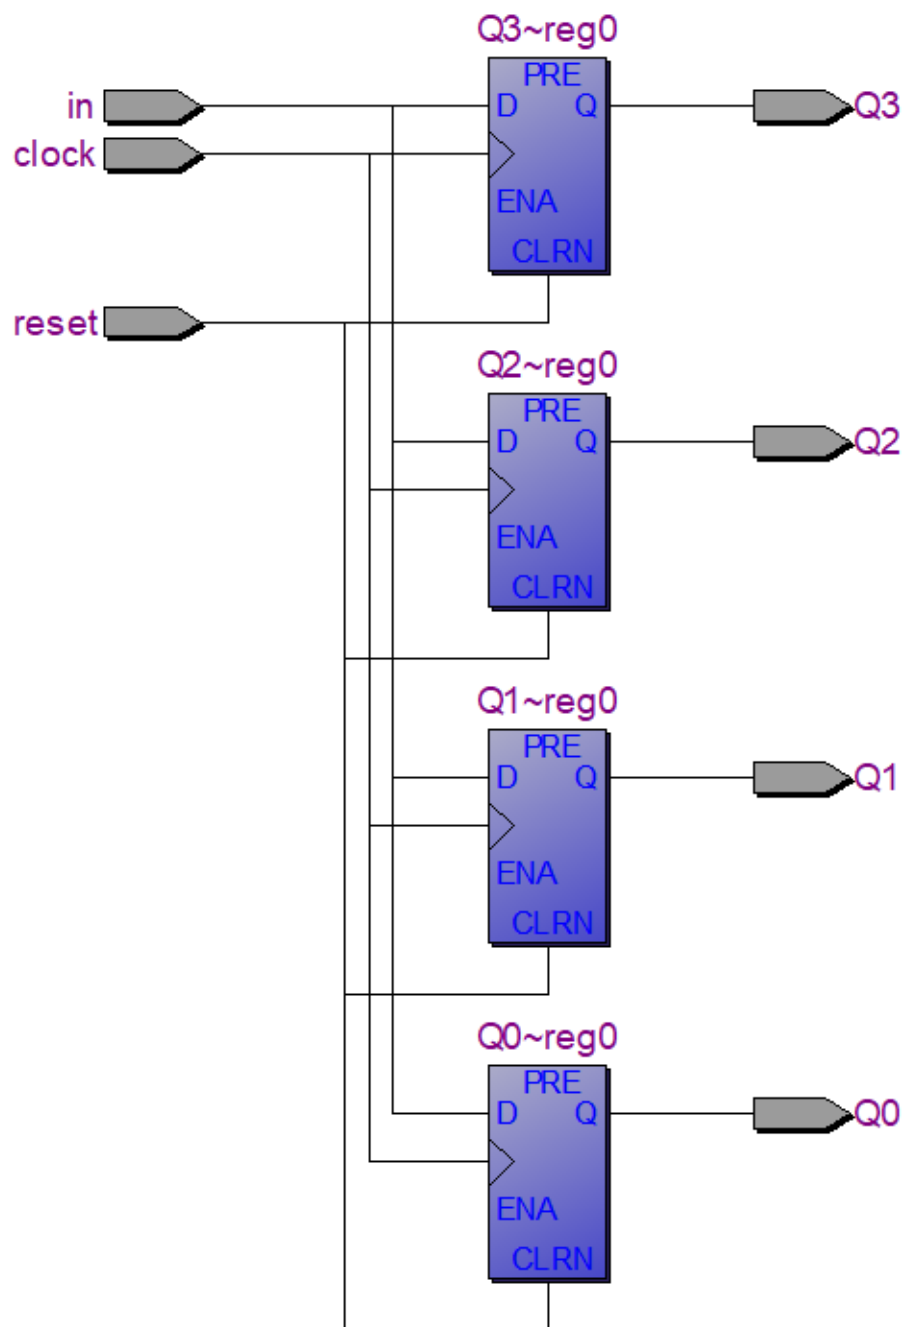 Q3~reg0
PRE
in D Q Q3
clock
ENA
CLRN
reset
Q2~reg0
PRE
D Q Q2
ENA
CLRN
Q1~reg0
PRE
D Q Q1
ENA
CLRN
Q0~reg0
PRE
D Q Q0
ENA
CLRN